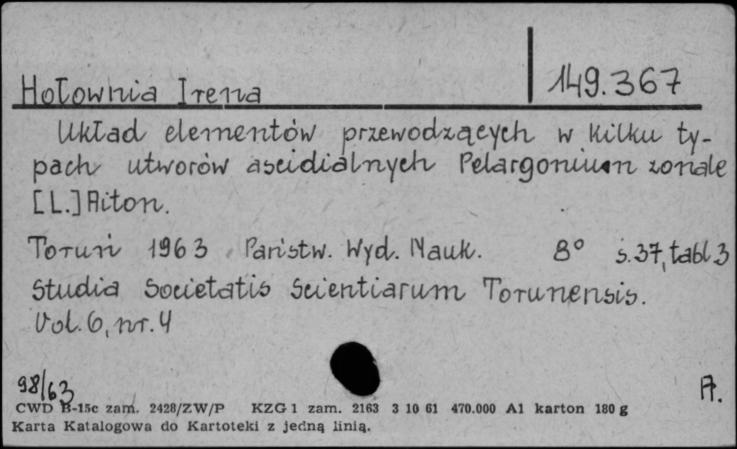 149.367
Hołownia Irena
Układ elementów przewodzących w kilku ty-
pach utworów ascidialnych Pelargonium zonale
[L.] Aiton.
Toruń 1963 Państw. Wyd. Nauk. 8° s. 37, tabl 3
Studia Societatis Scientiarum Torunensis.
Vol. 6, nr. 4
98/63
A.
CWD B-15c zam. 2428/ZW/P KZG 1 zam. 2163 3 10 61 470.000 A1 karton 180 g
Karta Katalogowa do Kartoteki z jedną linią.